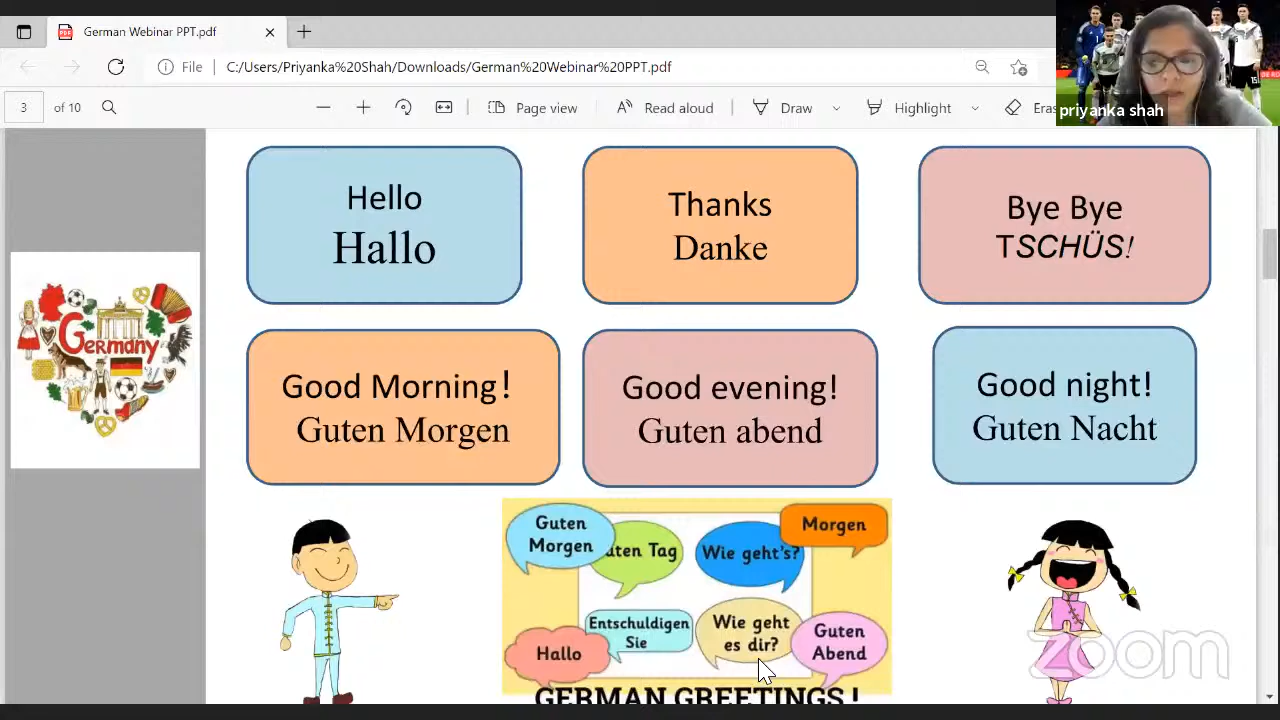 German Webinar PPT.pdf
File
C:/Users/Priyanka%20Shah/Downloads/German%20Webinar%20PPT.pdf
priyanka shah
3 of 10
Page view
Read aloud
Draw
Highlight
Hello
Hallo
Thanks
Danke
Bye Bye
TSCHÜS!
Germany
Good Morning!
Guten Morgen
Good evening!
Guten abend
Good night!
Guten Nacht
Guten
Morgen
uten Tag
Wie geht's?
Morgen
Hallo
Entschuldigen
Sie
Wie geht
es dir?
Guten
Abend
GERMAN GREETINGS!
zoom